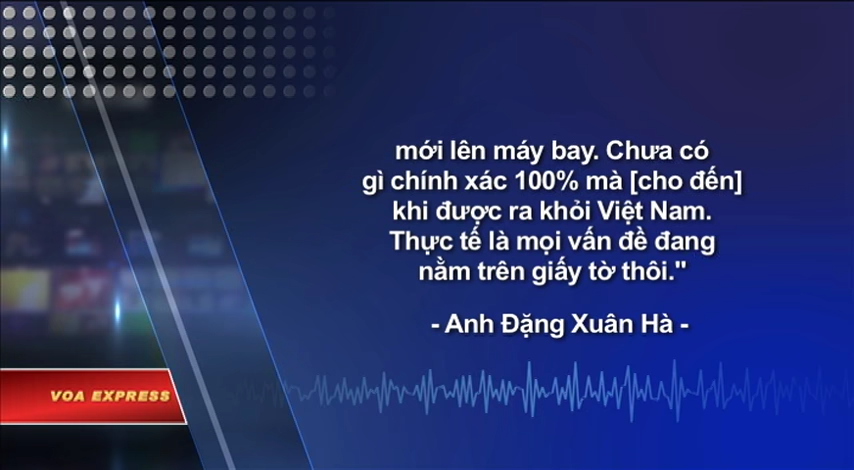 mới lên máy bay. Chưa có
gì chính xác 100% mà [cho đến]
khi được ra khỏi Việt Nam.
Thực tế là mọi vấn đề đang
nằm trên giấy tờ thôi."
- Anh Đặng Xuân Hà -
VOA EXPRESS